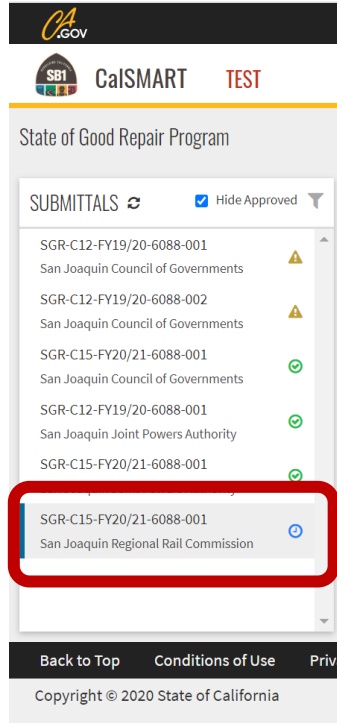 CA.GOV
SB1 CalSMART TEST
State of Good Repair Program
SUBMITTALS Hide Approved
SGR-C12-FY19/20-6088-001
San Joaquin Council of Governments
SGR-C12-FY19/20-6088-002
San Joaquin Council of Governments
SGR-C15-FY20/21-6088-001
San Joaquin Council of Governments
SGR-C12-FY19/20-6088-001
San Joaquin Joint Powers Authority
SGR-C15-FY20/21-6088-001
SGR-C15-FY20/21-6088-001
San Joaquin Regional Rail Commission
Back to Top Conditions of Use Priv
Copyright © 2020 State of California